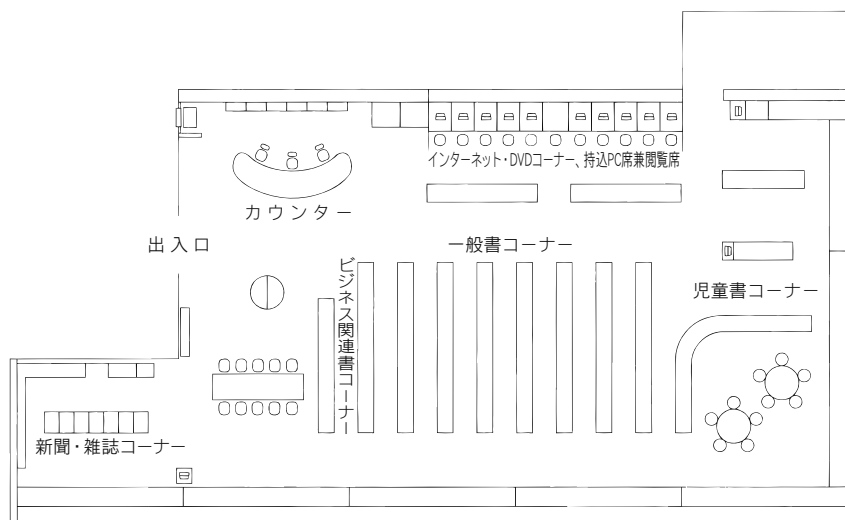 インターネット・DVDコーナー、持込PC席兼閲覧席
カウンター
出入口
一般書コーナー
ビジネス関連書コーナー
児童書コーナー
新聞・雑誌コーナー